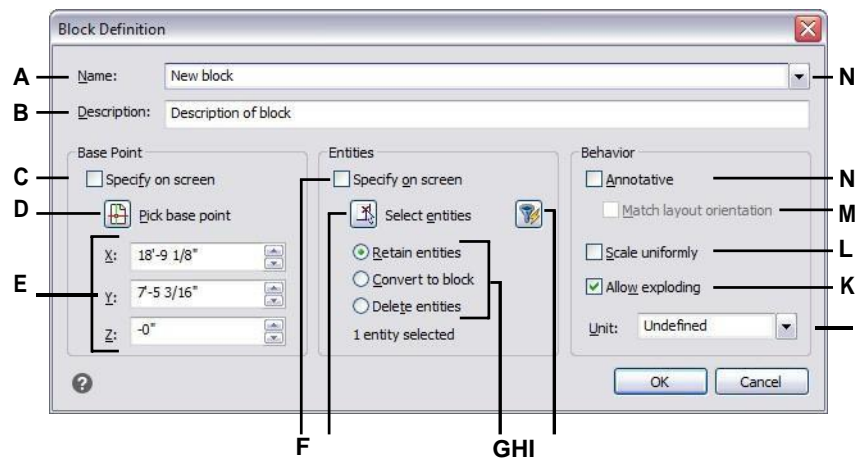 Block Definition
A Name: New block N
B Description: Description of block
Base Point Entities Behavior
C Specify on screen Specify on screen Annotative N
D Pick base point Select entities Match layout orientation M
E X: 18'-9 1/8" Retain entities Scale uniformly L
Y: 7'-5 3/16" Convert to block Allow exploding K
Z: -0" Delete entities
1 entity selected Unit: Undefined
? OK Cancel
F GHI